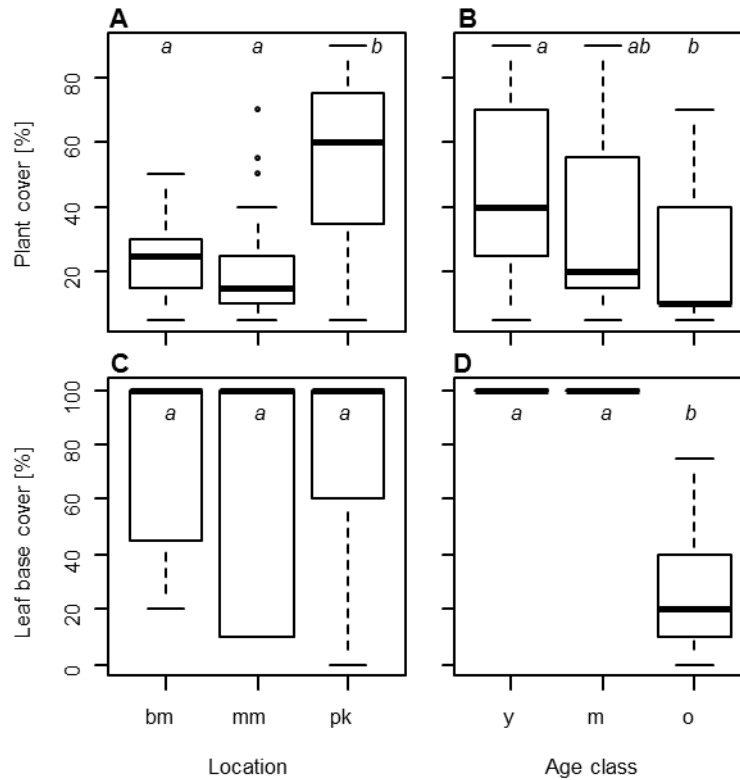 A
B
a a b
a ab b
Plant cover [%]
80
60
40
20
C
D
a a a
a a b
Leaf base cover [%]
100
80
60
40
20
0
bm mm pk
y m o
Location
Age class